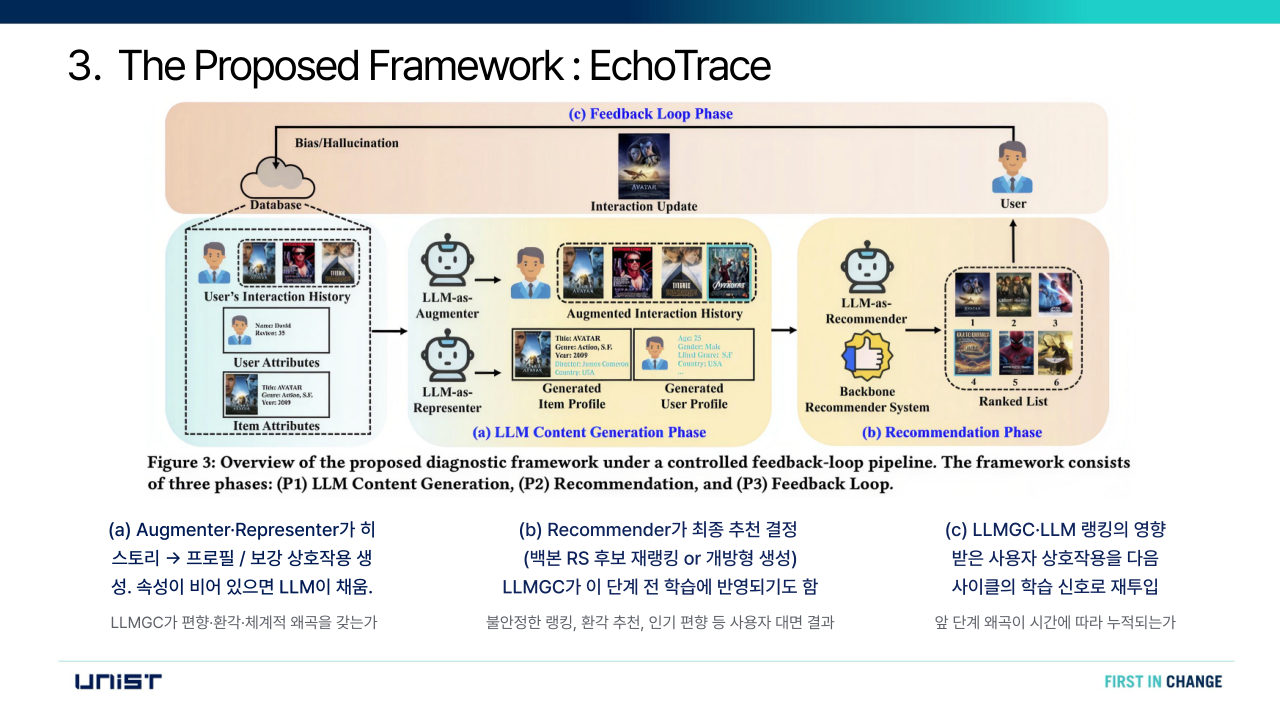 3. The Proposed Framework : EchoTrace
(c) Feedback Loop Phase
Bias/Hallucination
AVATAR
Database
Interaction Update
User
User's Interaction History
Name: David
Review: 35
User Attributes
Title: AVATAR
Genre: Action, S.F.
Year: 2009
Item Attributes
LLM-as-
Augmenter
Augmented Interaction History
LLM-as-
Representer
Title: AVATAR
Genre: Action, S.F.
Year: 2009
Director: James Cameron
Country: USA
Generated
Item Profile
Age: 25
Gender: Male
Country: USA
...
Generated
User Profile
(a) LLM Content Generation Phase
LLM-as-
Recommender
Backbone
Recommender System
1 2 3
4 5 6
Ranked List
(b) Recommendation Phase
Figure 3: Overview of the proposed diagnostic framework under a controlled feedback-loop pipeline. The framework consists
of three phases: (P1) LLM Content Generation, (P2) Recommendation, and (P3) Feedback Loop.
(a) Augmenter·Representer가 히
스토리 → 프로필 / 보강 상호작용 생
성. 속성이 비어 있으면 LLM이 채움.
LLMGC가 편향·환각·체계적 왜곡을 갖는가
(b) Recommender가 최종 추천 결정
(백본 RS 후보 재랭킹 or 개방형 생성)
LLMGC가 이 단계 전 학습에 반영되기도 함
불안정한 랭킹, 환각 추천, 인기 편향 등 사용자 대면 결과
(c) LLMGC·LLM 랭킹의 영향
받은 사용자 상호작용을 다음
사이클의 학습 신호로 재투입
앞 단계 왜곡이 시간에 따라 누적되는가
UNIST
FIRST IN CHANGE